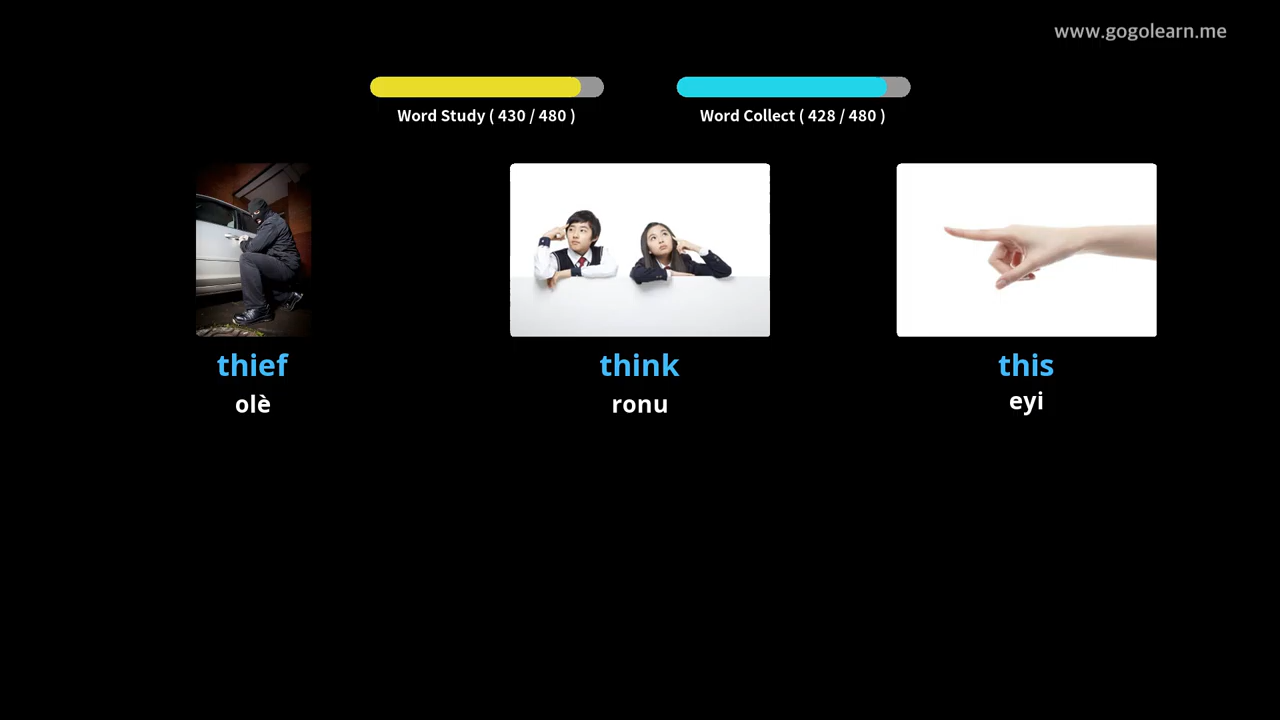 www.gogolearn.me
Word Study ( 430 / 480 )
Word Collect ( 428 / 480 )
thief
think
this
olè
ronu
eyi